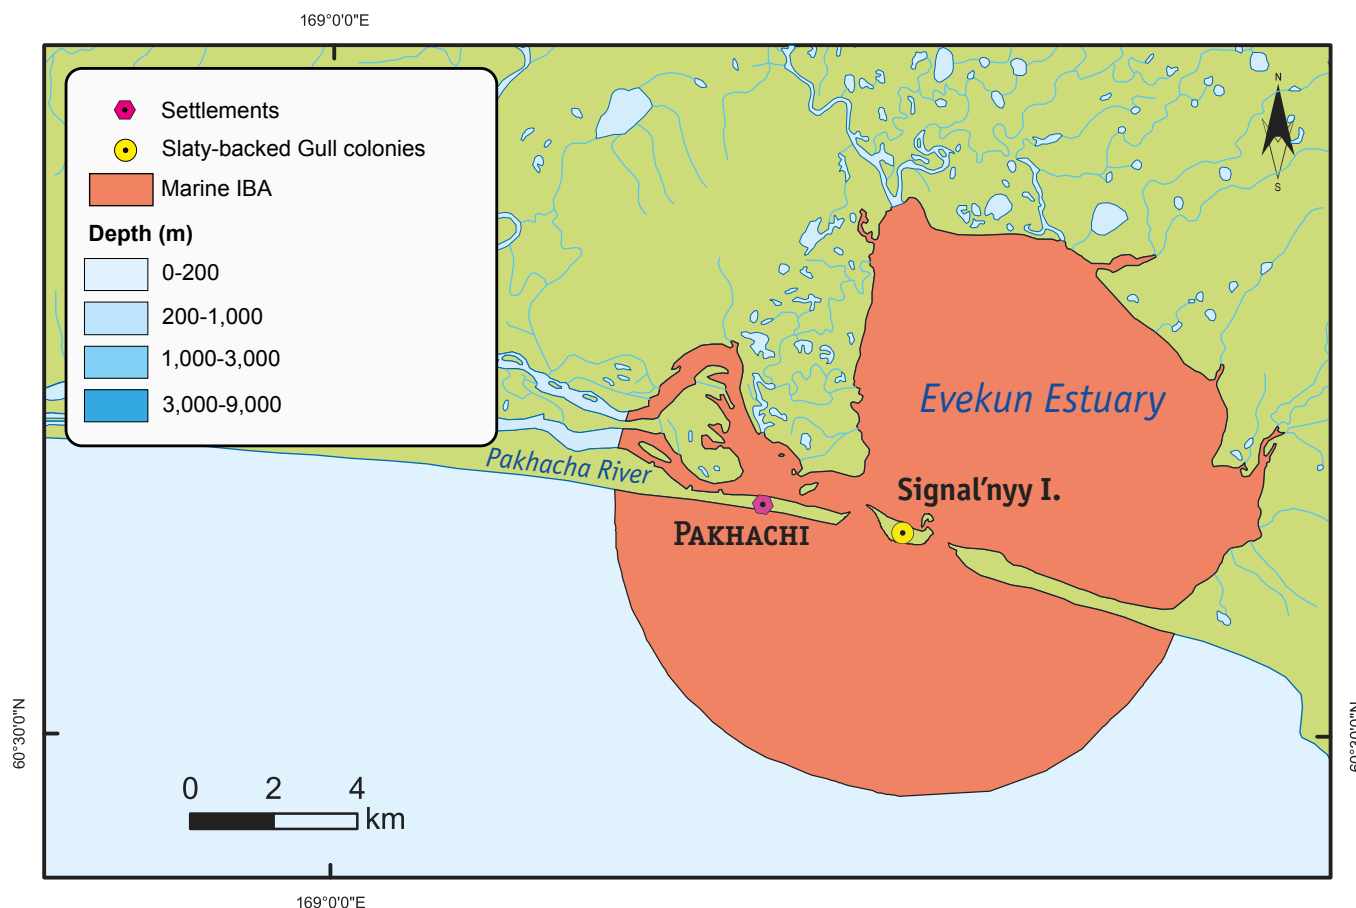 169°0'0"E
N
S
Settlements
Slaty-backed Gull colonies
Marine IBA
Depth (m)
0-200
200-1,000
1,000-3,000
3,000-9,000
Evekun Estuary
Pakhacha River
Signal’nyy I.
PAKHACHI
60°30'0"N
60°30'0"N
0 2 4
km
169°0'0"E